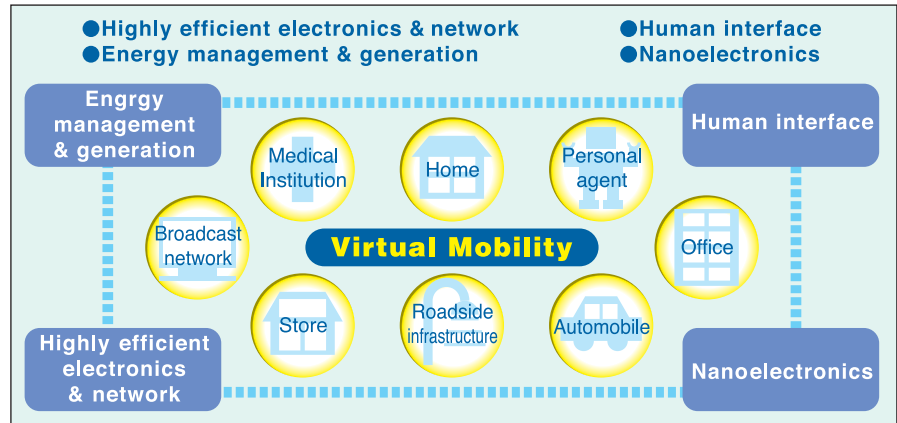 ●Highly efficient electronics & network
●Human interface
●Energy management & generation
●Nanoelectronics
Engrgy
management
& generation
Human interface
Medical
Institution
Home
Personal
agent
Broadcast
network
Virtual Mobility
Office
Store
Roadside
infrastructure
Automobile
Highly efficient
electronics
& network
Nanoelectronics